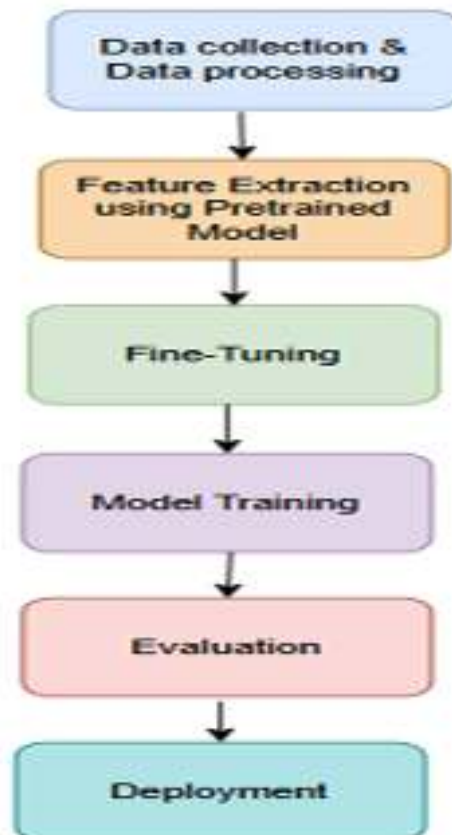 Data collection &
Data processing
Feature Extraction
using Pretrained
Model
Fine-Tuning
Model Training
Evaluation
Deployment